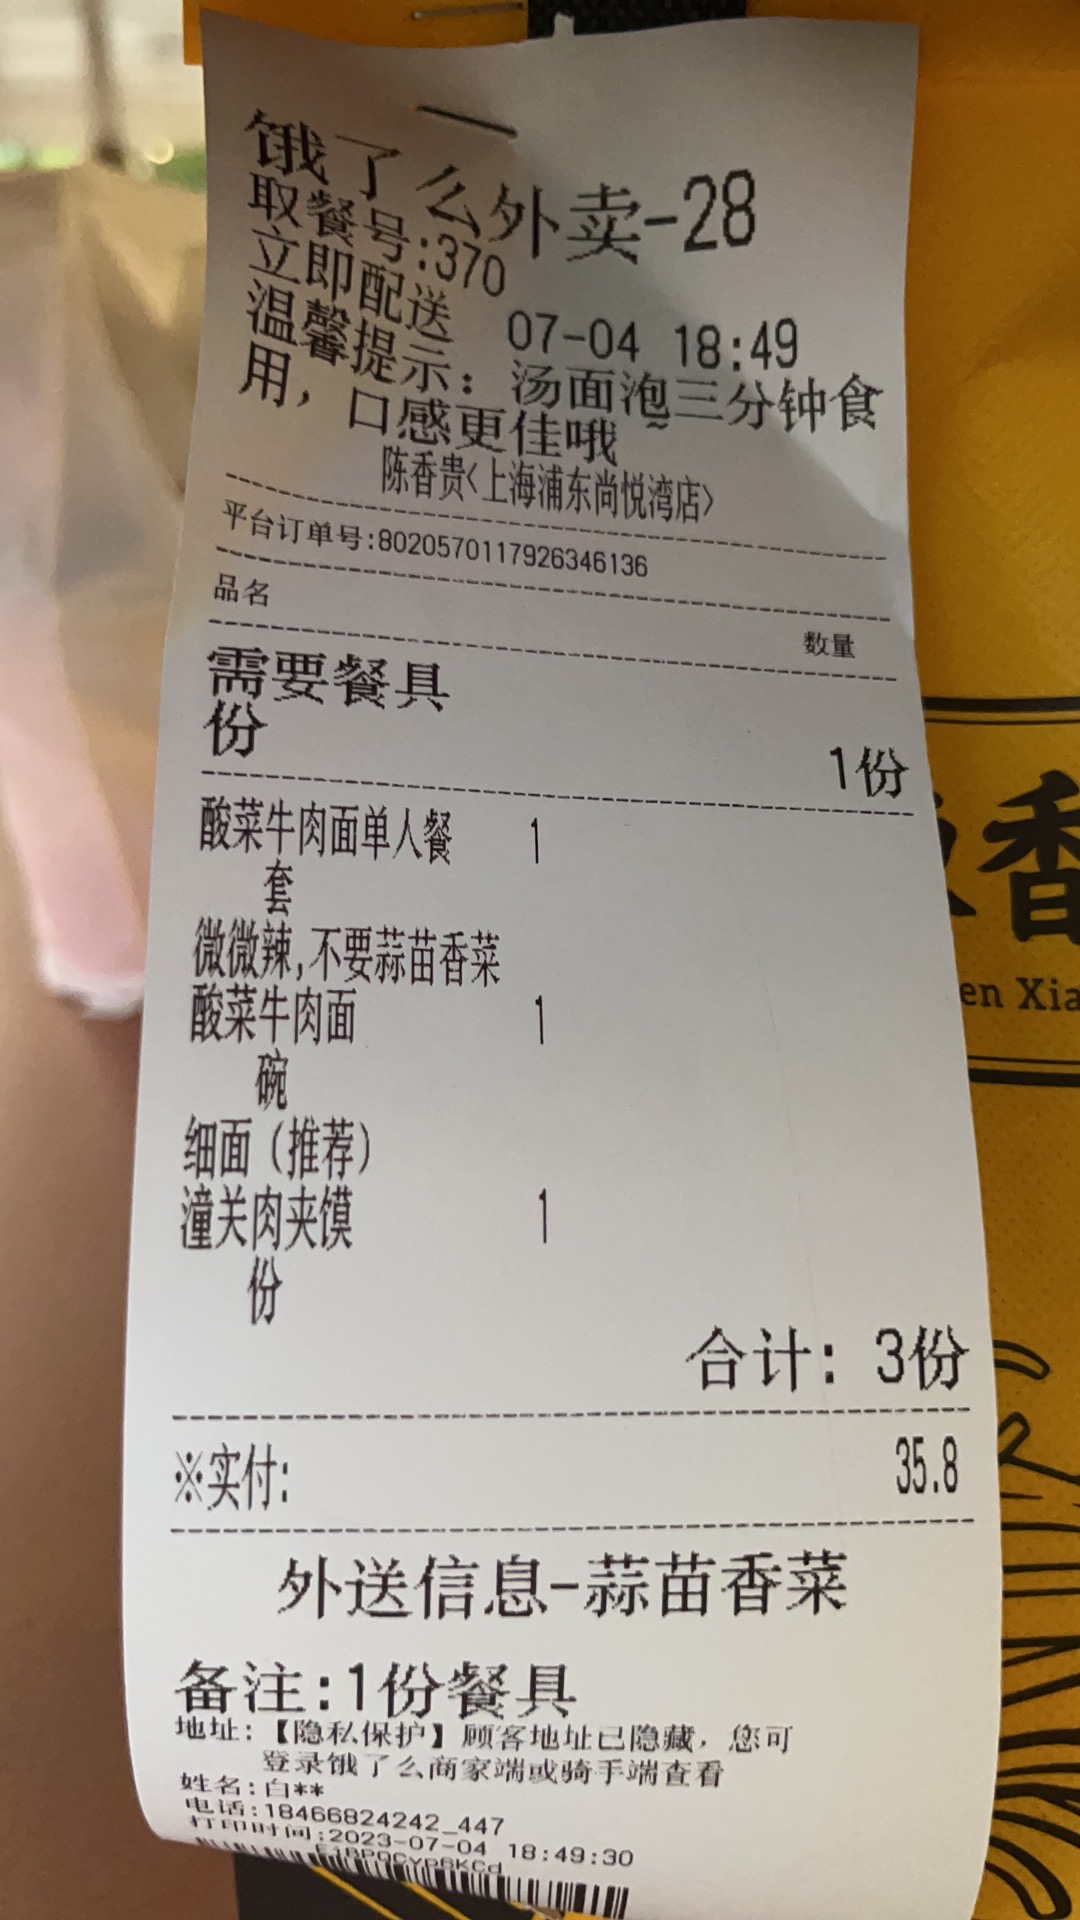 饿了么外卖-28
取餐号:370
立即配送 07-04 18:49
温馨提示：汤面泡三分钟食
用，口感更佳哦~
陈香贵<上海浦东尚悦湾店>
平台订单号:8020570117926346136
品名 数量
需要餐具
份 1份
酸菜牛肉面单人餐 1
套
微微辣,不要蒜苗香菜
酸菜牛肉面 1
碗
细面（推荐）
潼关肉夹馍 1
份
合计: 3份
※实付: 35.8
外送信息-蒜苗香菜
备注:1份餐具
地址:【隐私保护】顾客地址已隐藏，您可
登录饿了么商家端或骑手端查看
姓名:白**
电话:18466824242_447
打印时间:2023-07-04 18:49:30
香
en Xia